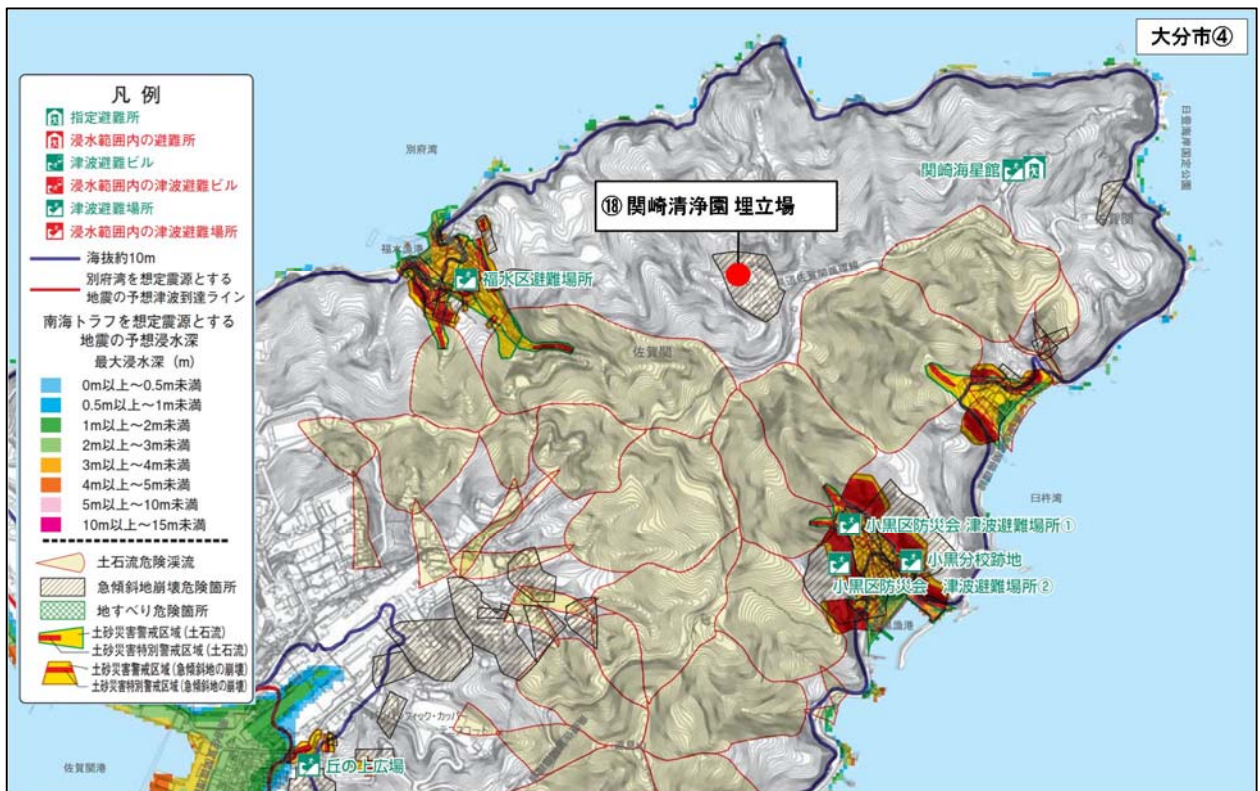 大分市④
凡例
指定避難所
浸水範囲内の避難所
津波避難ビル
浸水範囲内の津波避難ビル
津波避難場所
浸水範囲内の津波避難場所
海抜約10m
別府湾を想定震源とする
地震の予想津波到達ライン
南海トラフを想定震源とする
地震の予想浸水深
最大浸水深（m）
0m以上～0.5m未満
0.5m以上～1m未満
1m以上～2m未満
2m以上～3m未満
3m以上～4m未満
4m以上～5m未満
5m以上～10m未満
10m以上～15m未満
土石流危険渓流
急傾斜地崩壊危険箇所
地すべり危険箇所
土砂災害警戒区域（土石流）
土砂災害特別警戒区域（土石流）
土砂災害警戒区域（急傾斜地の崩壊）
土砂災害特別警戒区域（急傾斜地の崩壊）
別府湾
日豊海岸国定公園
関崎海星館
佐賀関
⑱ 関崎清浄園 埋立場
福水漁港
福水区避難場所
佐賀関
臼杵湾
小黒区防災会 津波避難場所①
小黒分校跡地
小黒区防災会 津波避難場所②
丘の上広場
佐賀関港